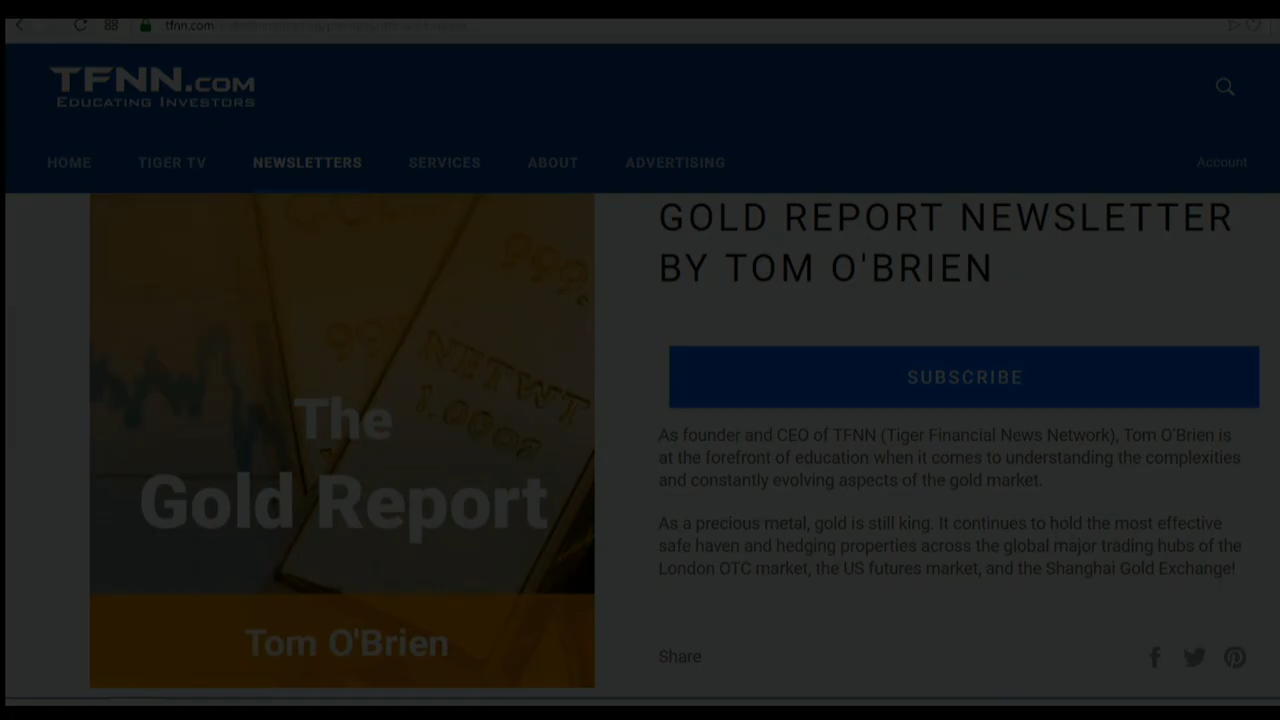 tfnn.com
TFNN.COM
EDUCATING INVESTORS
HOME TIGER TV NEWSLETTERS SERVICES ABOUT ADVERTISING Account
GOLD REPORT NEWSLETTER
BY TOM O'BRIEN
999.
NETWT
The
Gold Report
Tom O'Brien
SUBSCRIBE
As founder and CEO of TFNN (Tiger Financial News Network), Tom O'Brien is
at the forefront of education when it comes to understanding the complexities
and constantly evolving aspects of the gold market.
As a precious metal, gold is still king. It continues to hold the most effective
safe haven and hedging properties across the global major trading hubs of the
London OTC market, the US futures market, and the Shanghai Gold Exchange!
Share